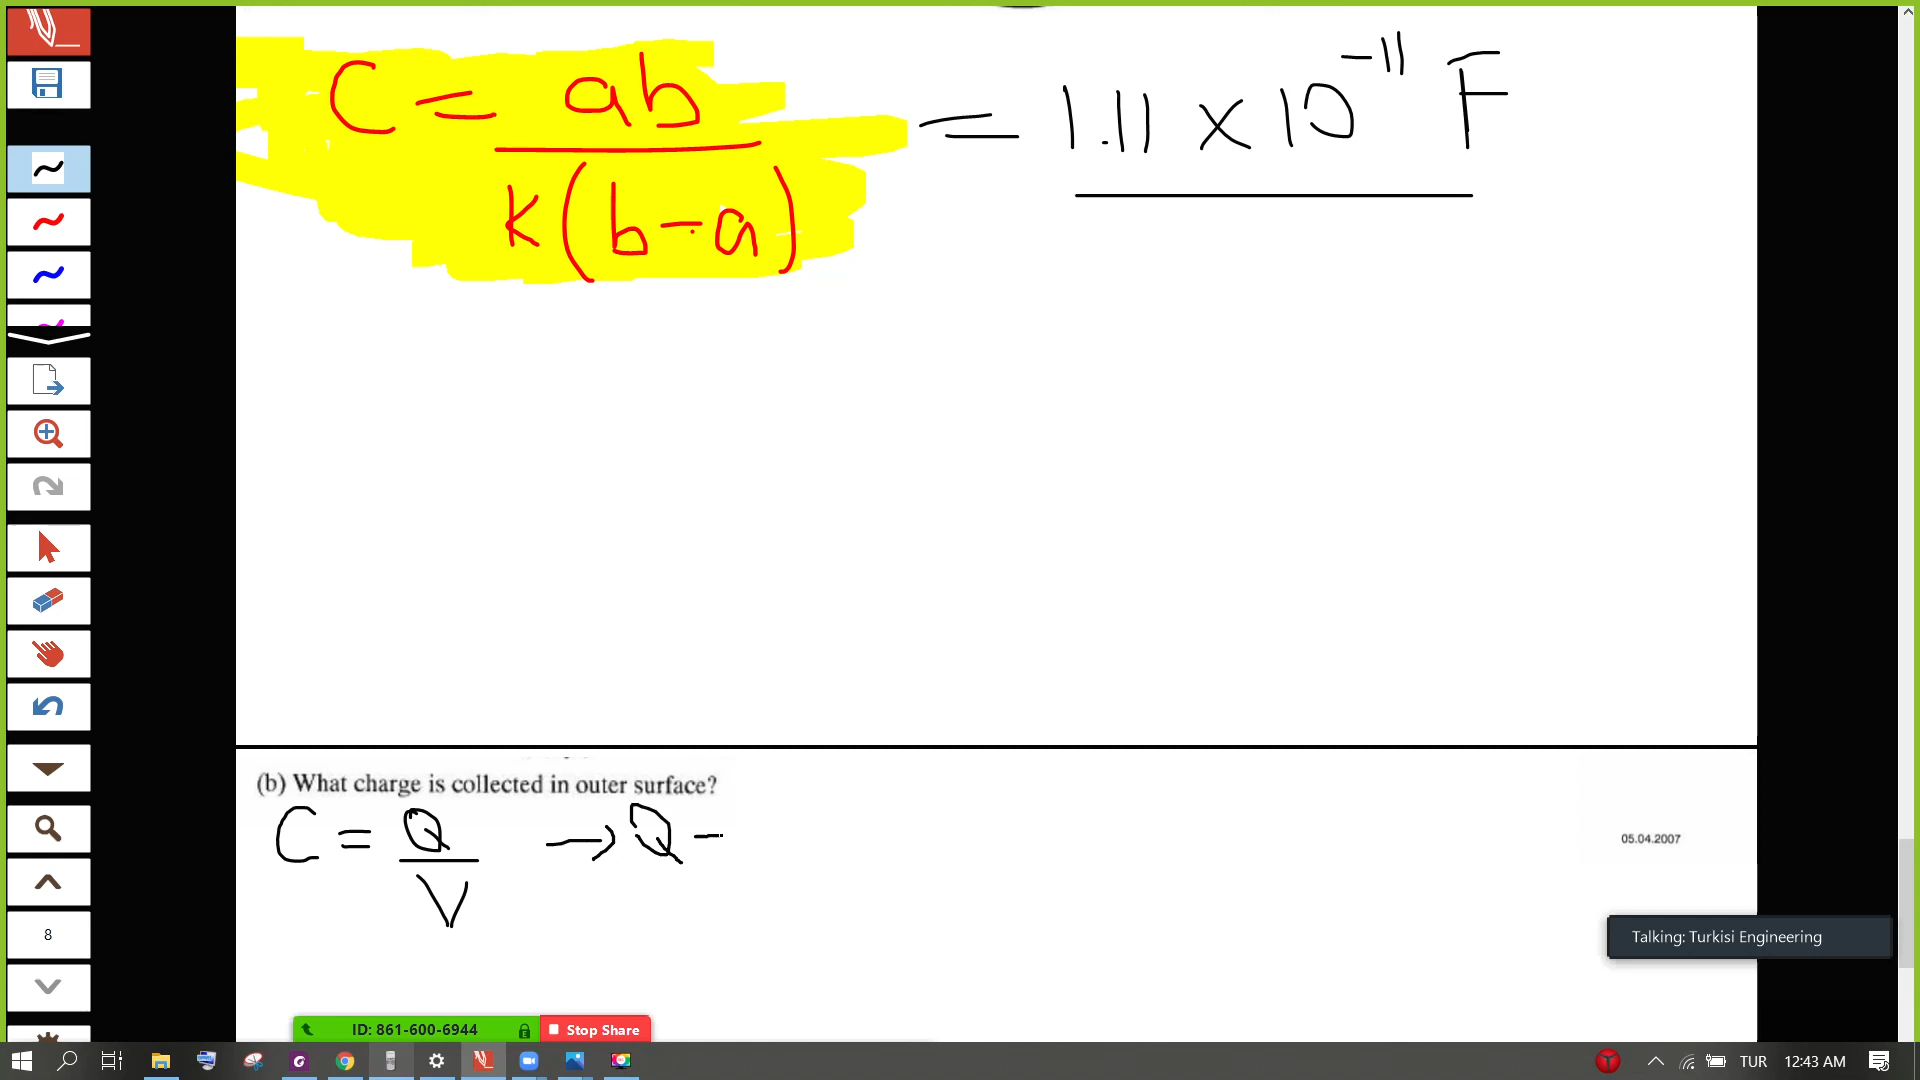 C = ab / k(b-a) = 1.11 x 10^-11 F
(b) What charge is collected in outer surface?
C = Q / V → Q -
05.04.2007
8
Talking: Turkisi Engineering
ID: 861-600-6944
Stop Share
TUR
12:43 AM